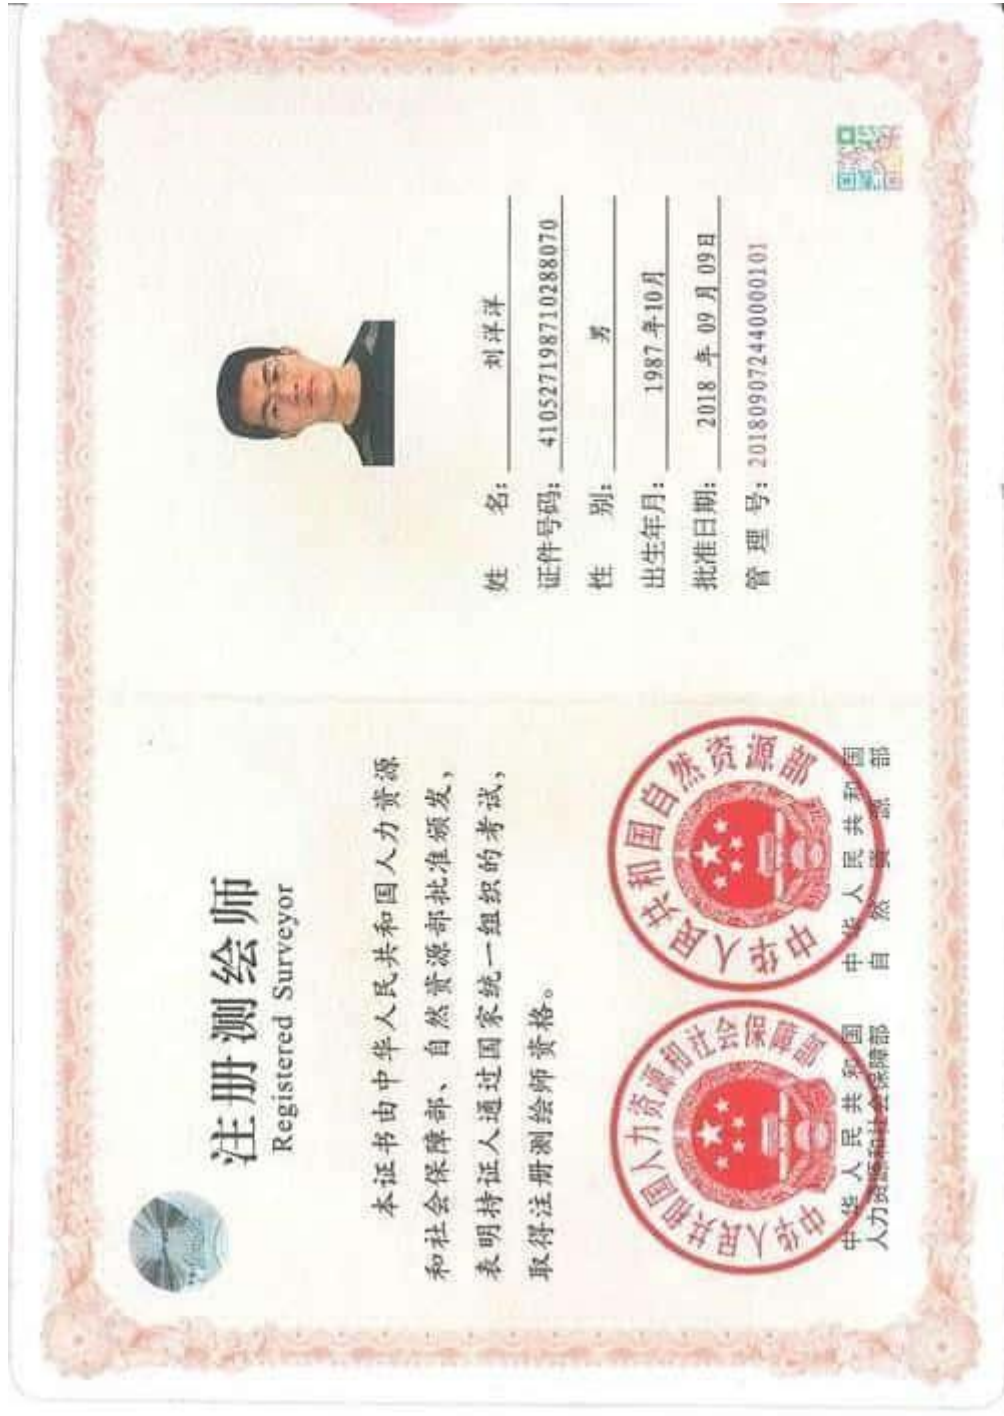 注册测绘师
Registered Surveyor
本证书由中华人民共和国人力资源
和社会保障部、自然资源部批准颁发，
表明持证人通过国家统一组织的考试，
取得注册测绘师资格。
中华人民共和国人力资源和社会保障部
中华人民共和国
人力资源和社会保障部
中华人民共和国自然资源部
中华人民共和国
自然资源部
姓 名： 刘洋洋
证件号码： 410527198710288070
性 别： 男
出生年月： 1987年10月
批准日期： 2018 年 09 月 09日
管 理 号：201809072440000101